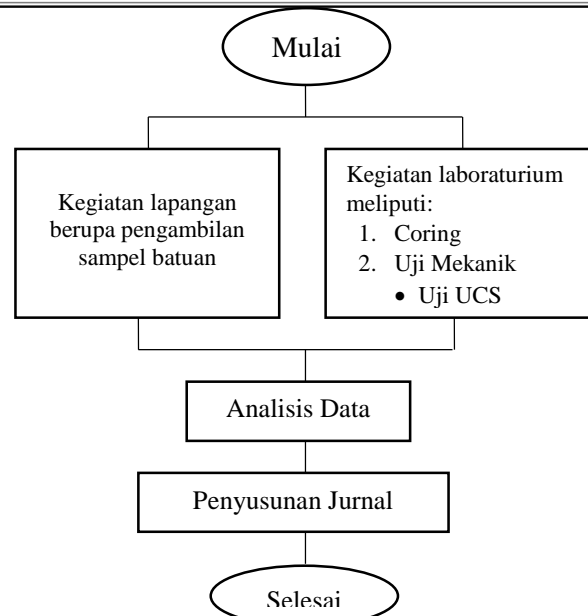 Mulai
Kegiatan lapangan
berupa pengambilan
sampel batuan
Kegiatan laboraturium
meliputi:
1. Coring
2. Uji Mekanik
• Uji UCS
Analisis Data
Penyusunan Jurnal
Selesai